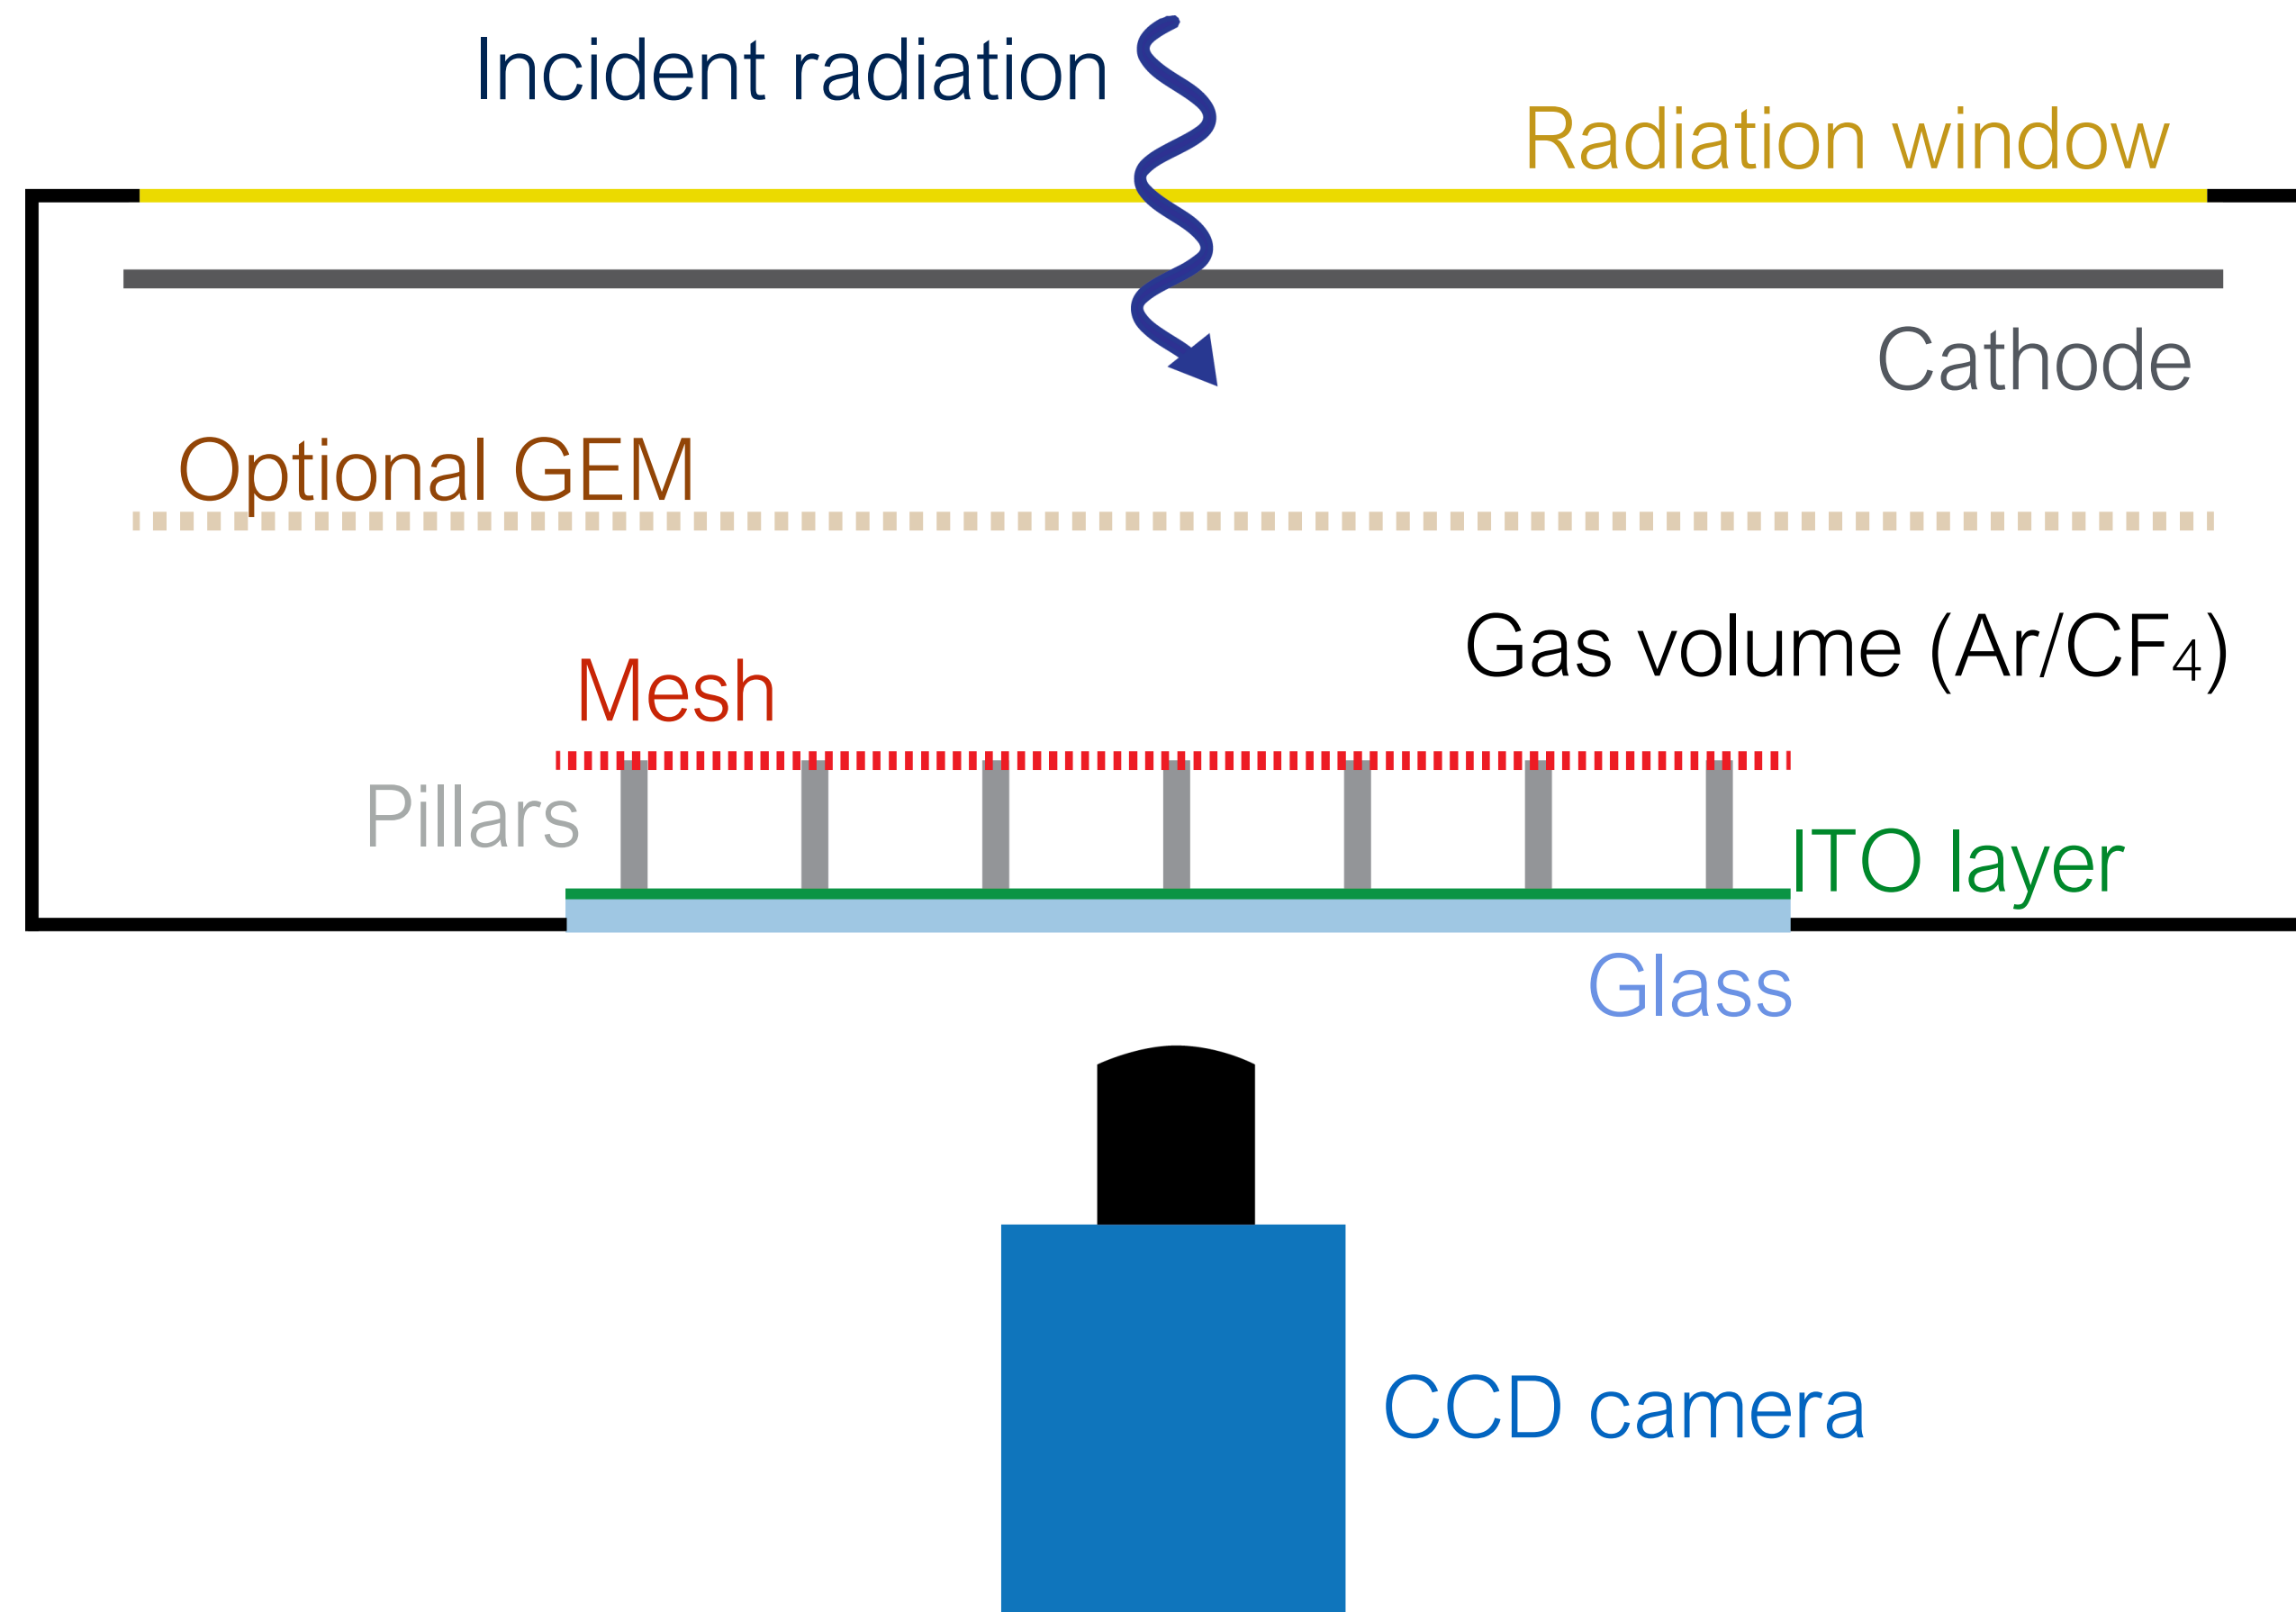 Incident radiation
Radiation window
Cathode
Optional GEM
Gas volume (Ar/CF₄)
Mesh
Pillars
ITO layer
Glass
CCD camera